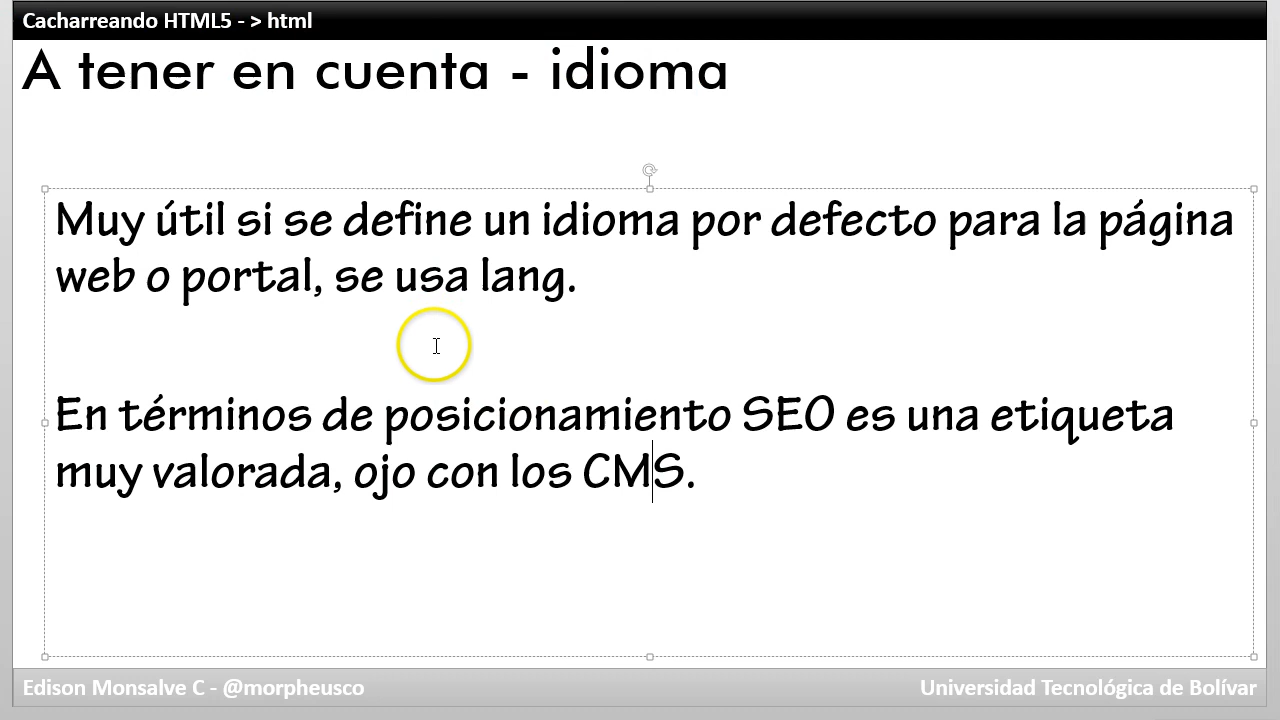 Cacharreando HTML5 - > html
A tener en cuenta - idioma
Muy útil si se define un idioma por defecto para la página
web o portal, se usa lang.
En términos de posicionamiento SEO es una etiqueta
muy valorada, ojo con los CMS.
Edison Monsalve C - @morpheusco
Universidad Tecnológica de Bolívar